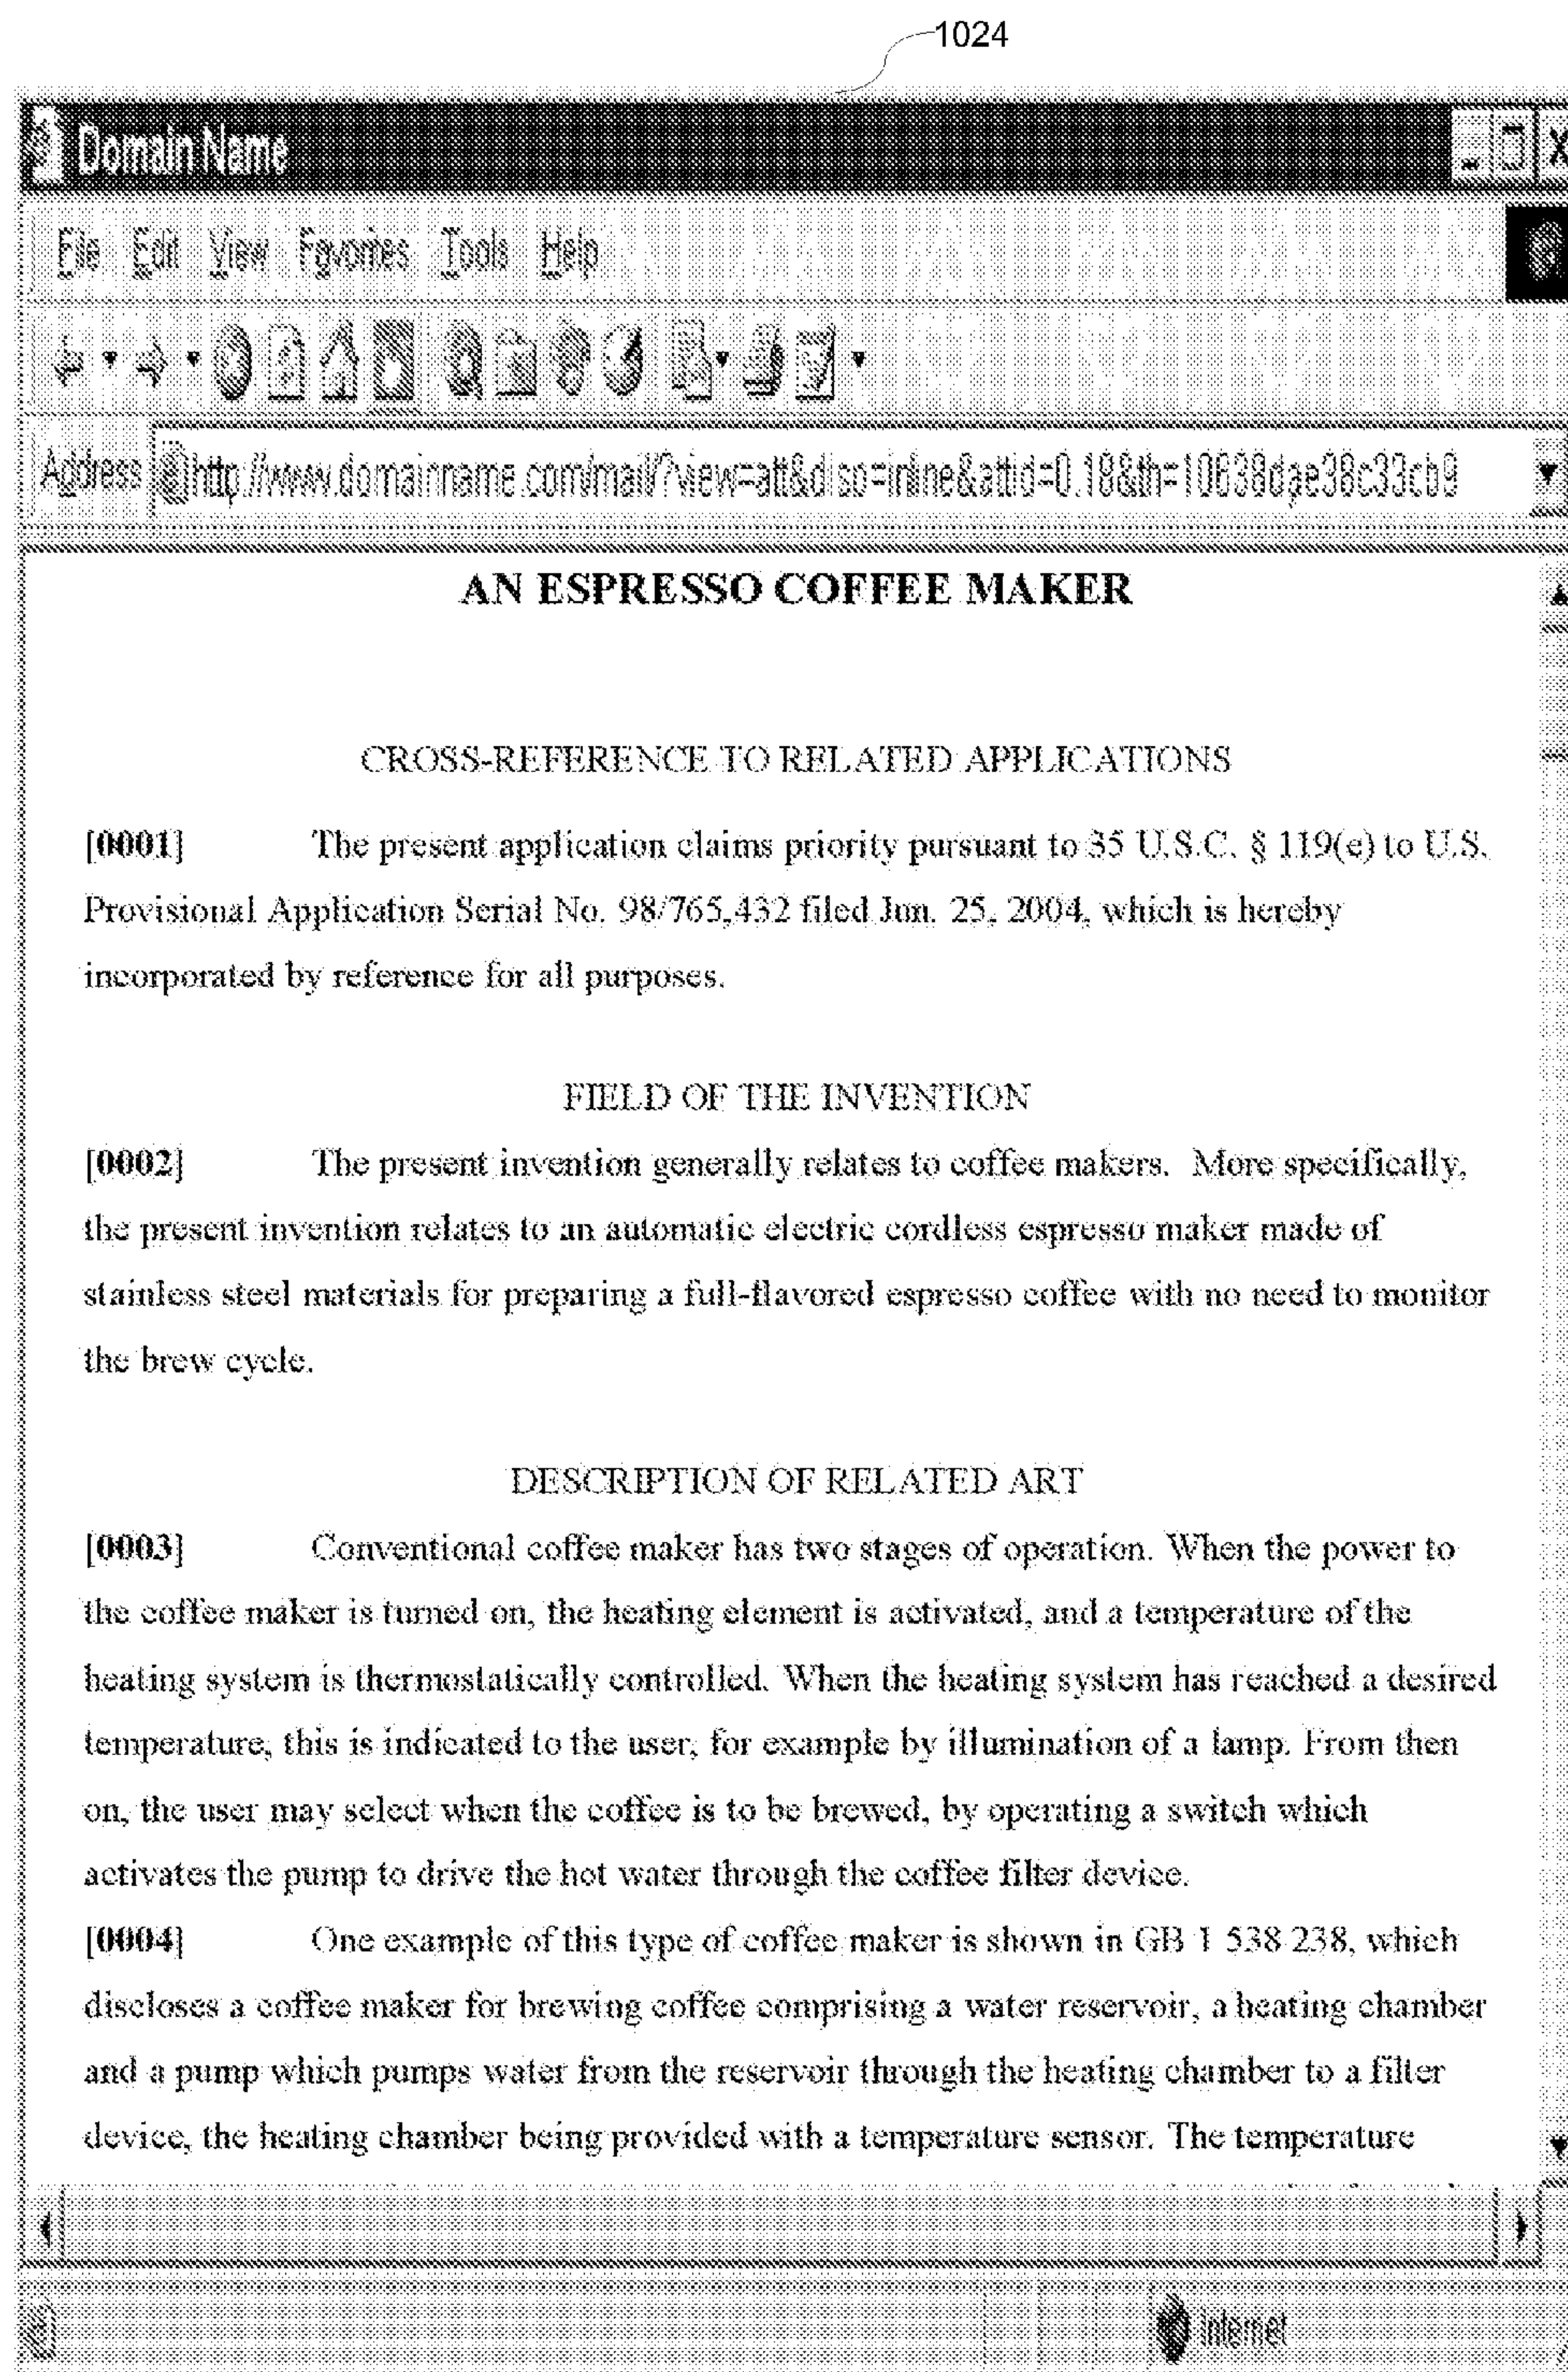 1024
Domain Name
File Edit View Favorites Tools Help
Address http://www.domainname.com/mail/?view=att&disp=inline&attid=0.18&th=10638dae38c33cb9
AN ESPRESSO COFFEE MAKER
CROSS-REFERENCE TO RELATED APPLICATIONS
[0001] The present application claims priority pursuant to 35 U.S.C. § 119(e) to U.S.
Provisional Application Serial No. 98/765,432 filed Jun. 25, 2004, which is hereby
incorporated by reference for all purposes.
FIELD OF THE INVENTION
[0002] The present invention generally relates to coffee makers. More specifically,
the present invention relates to an automatic electric cordless espresso maker made of
stainless steel materials for preparing a full-flavored espresso coffee with no need to monitor
the brew cycle.
DESCRIPTION OF RELATED ART
[0003] Conventional coffee maker has two stages of operation. When the power to
the coffee maker is turned on, the heating element is activated, and a temperature of the
heating system is thermostatically controlled. When the heating system has reached a desired
temperature, this is indicated to the user, for example by illumination of a lamp. From then
on, the user may select when the coffee is to be brewed, by operating a switch which
activates the pump to drive the hot water through the coffee filter device.
[0004] One example of this type of coffee maker is shown in GB 1 538 238, which
discloses a coffee maker for brewing coffee comprising a water reservoir, a heating chamber
and a pump which pumps water from the reservoir through the heating chamber to a filter
device, the heating chamber being provided with a temperature sensor. The temperature
Internet